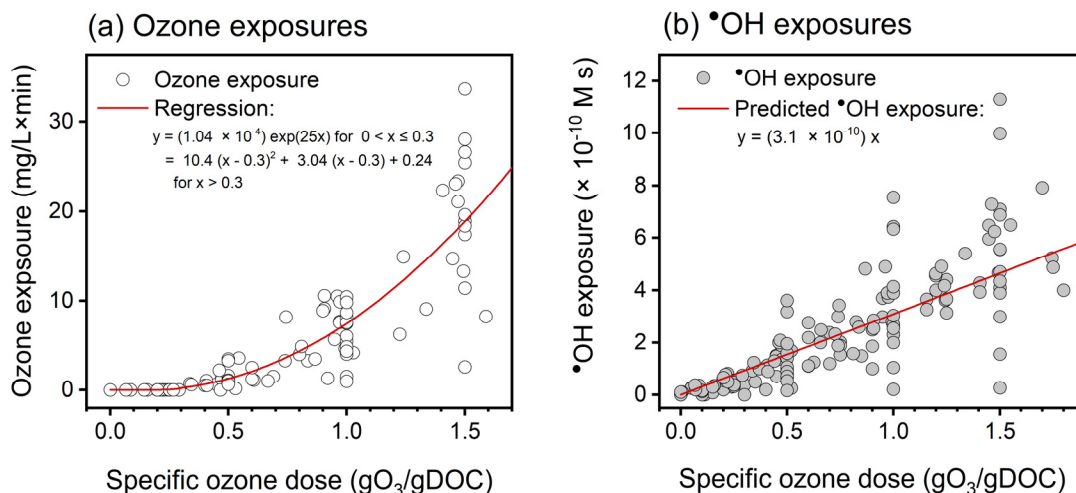 (a) Ozone exposures
Ozone expsoure (mg/L×min)
30
20
10
0
Ozone exposure
Regression:
y = (1.04 × 10⁴) exp(25x) for 0 < x ≤ 0.3
= 10.4 (x - 0.3)² + 3.04 (x - 0.3) + 0.24
for x > 0.3
0.0 0.5 1.0 1.5
Specific ozone dose (gO₃/gDOC)
(b) •OH exposures
•OH exposure (× 10⁻¹⁰ M s)
12
10
8
6
4
2
0
•OH exposure
Predicted •OH exposure:
y = (3.1 × 10¹⁰) x
0.0 0.5 1.0 1.5
Specific ozone dose (gO₃/gDOC)